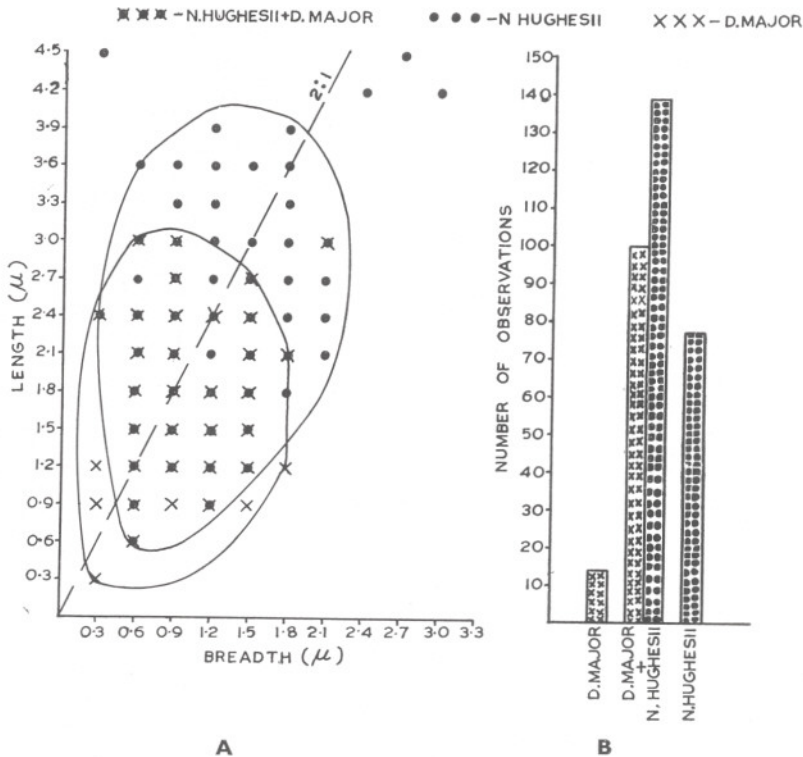 N.HUGHESII+D.MAJOR
N HUGHESII
D.MAJOR
4.5
4.2
3.9
3.6
3.3
3.0
2.7
2.4
2.1
1.8
1.5
1.2
0.9
0.6
0.3
LENGTH (μ)
2:1
0.3 0.6 0.9 1.2 1.5 1.8 2.1 2.4 2.7 3.0 3.3
BREADTH (μ)
A
150
140
130
120
110
100
90
80
70
60
50
40
30
20
10
NUMBER OF OBSERVATIONS
D.MAJOR
D.MAJOR
+
N.HUGHESII
N.HUGHESII
B